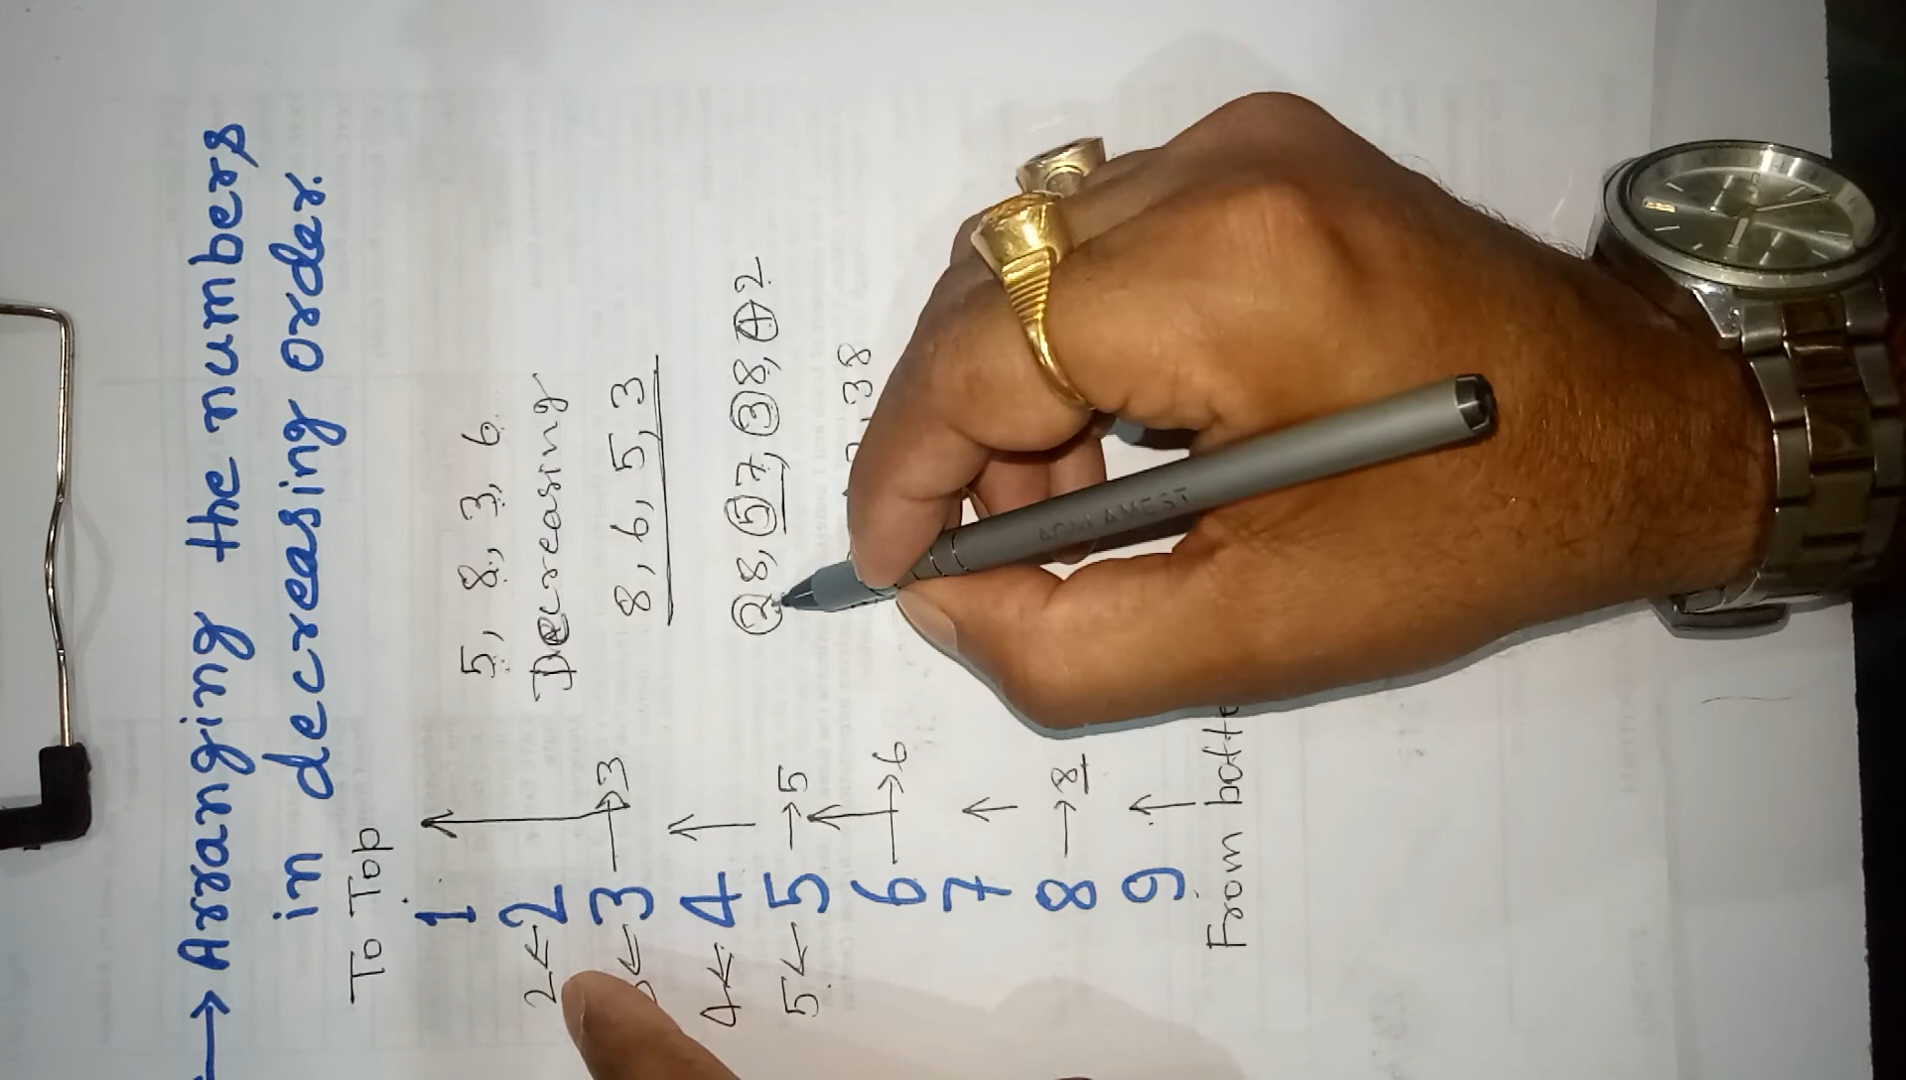 → Arranging the numbers
in decreasing order.
To Top
1
2←2
3→3
4←4
5←5→5
6→6
7
8→8
9
From
5, 8, 3, 6
Decreasing
8, 6, 5, 3
28, 57, 38, 42
38